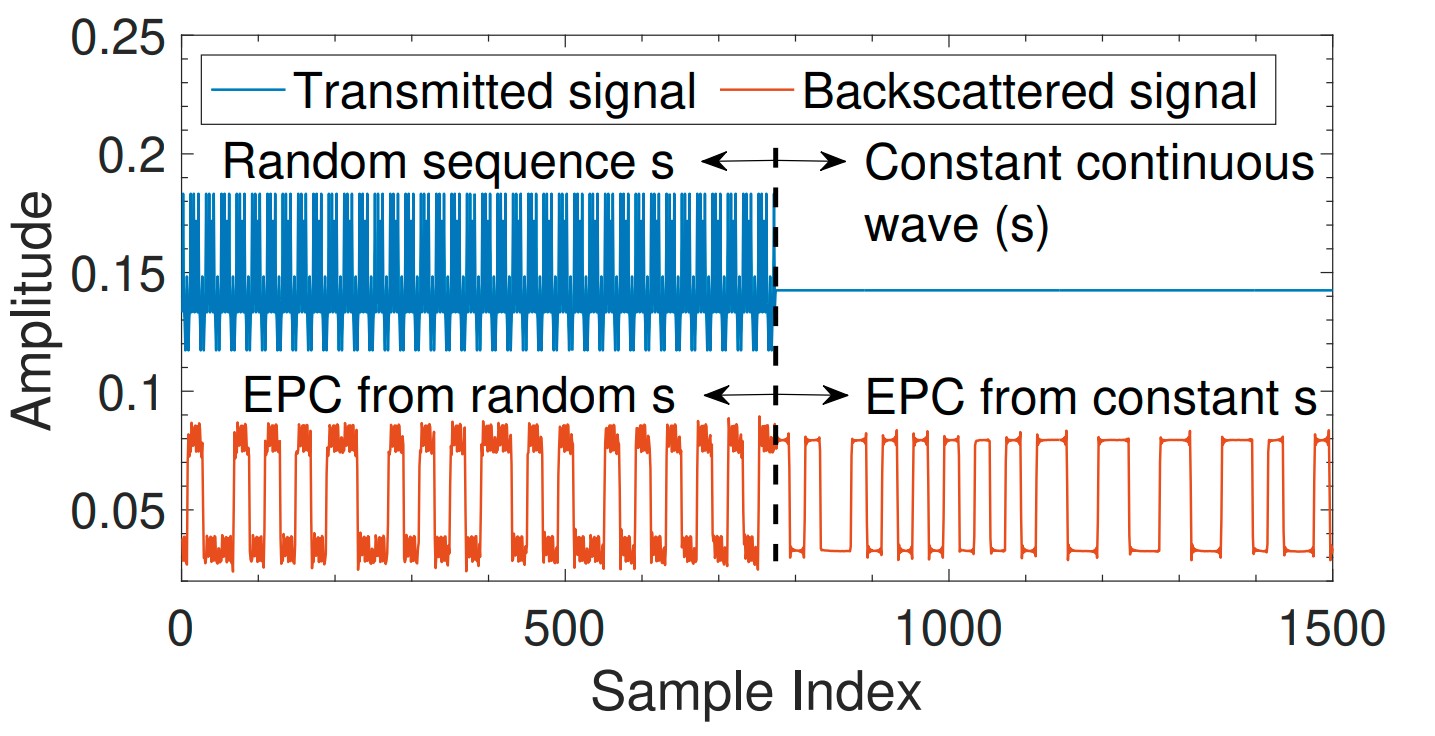 0.25
Transmitted signal
Backscattered signal
0.2
Random sequence s
Constant continuous
wave (s)
0.15
Amplitude
0.1
EPC from random s
EPC from constant s
0.05
0
500
1000
1500
Sample Index